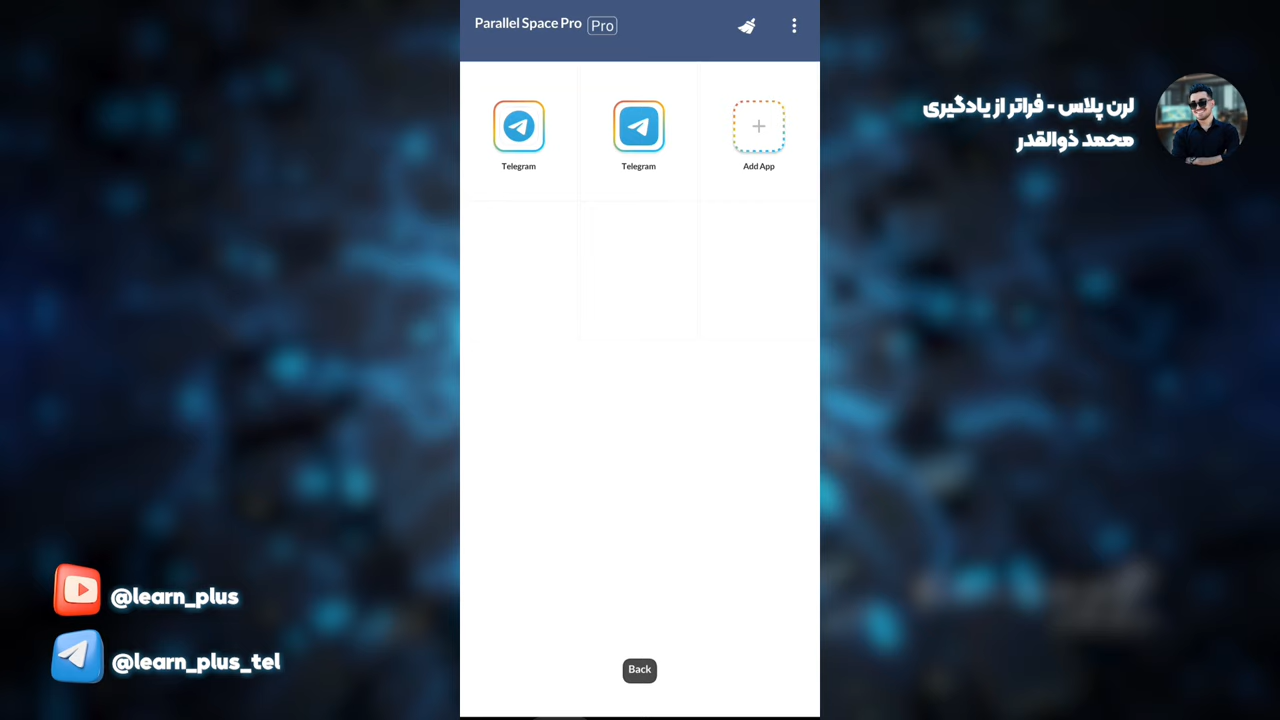 Parallel Space Pro Pro
Telegram
Telegram
Add App
Back
لرن پلاس - فراتر از یادگیری
محمد ذوالقدر
@learn_plus
@learn_plus_tel